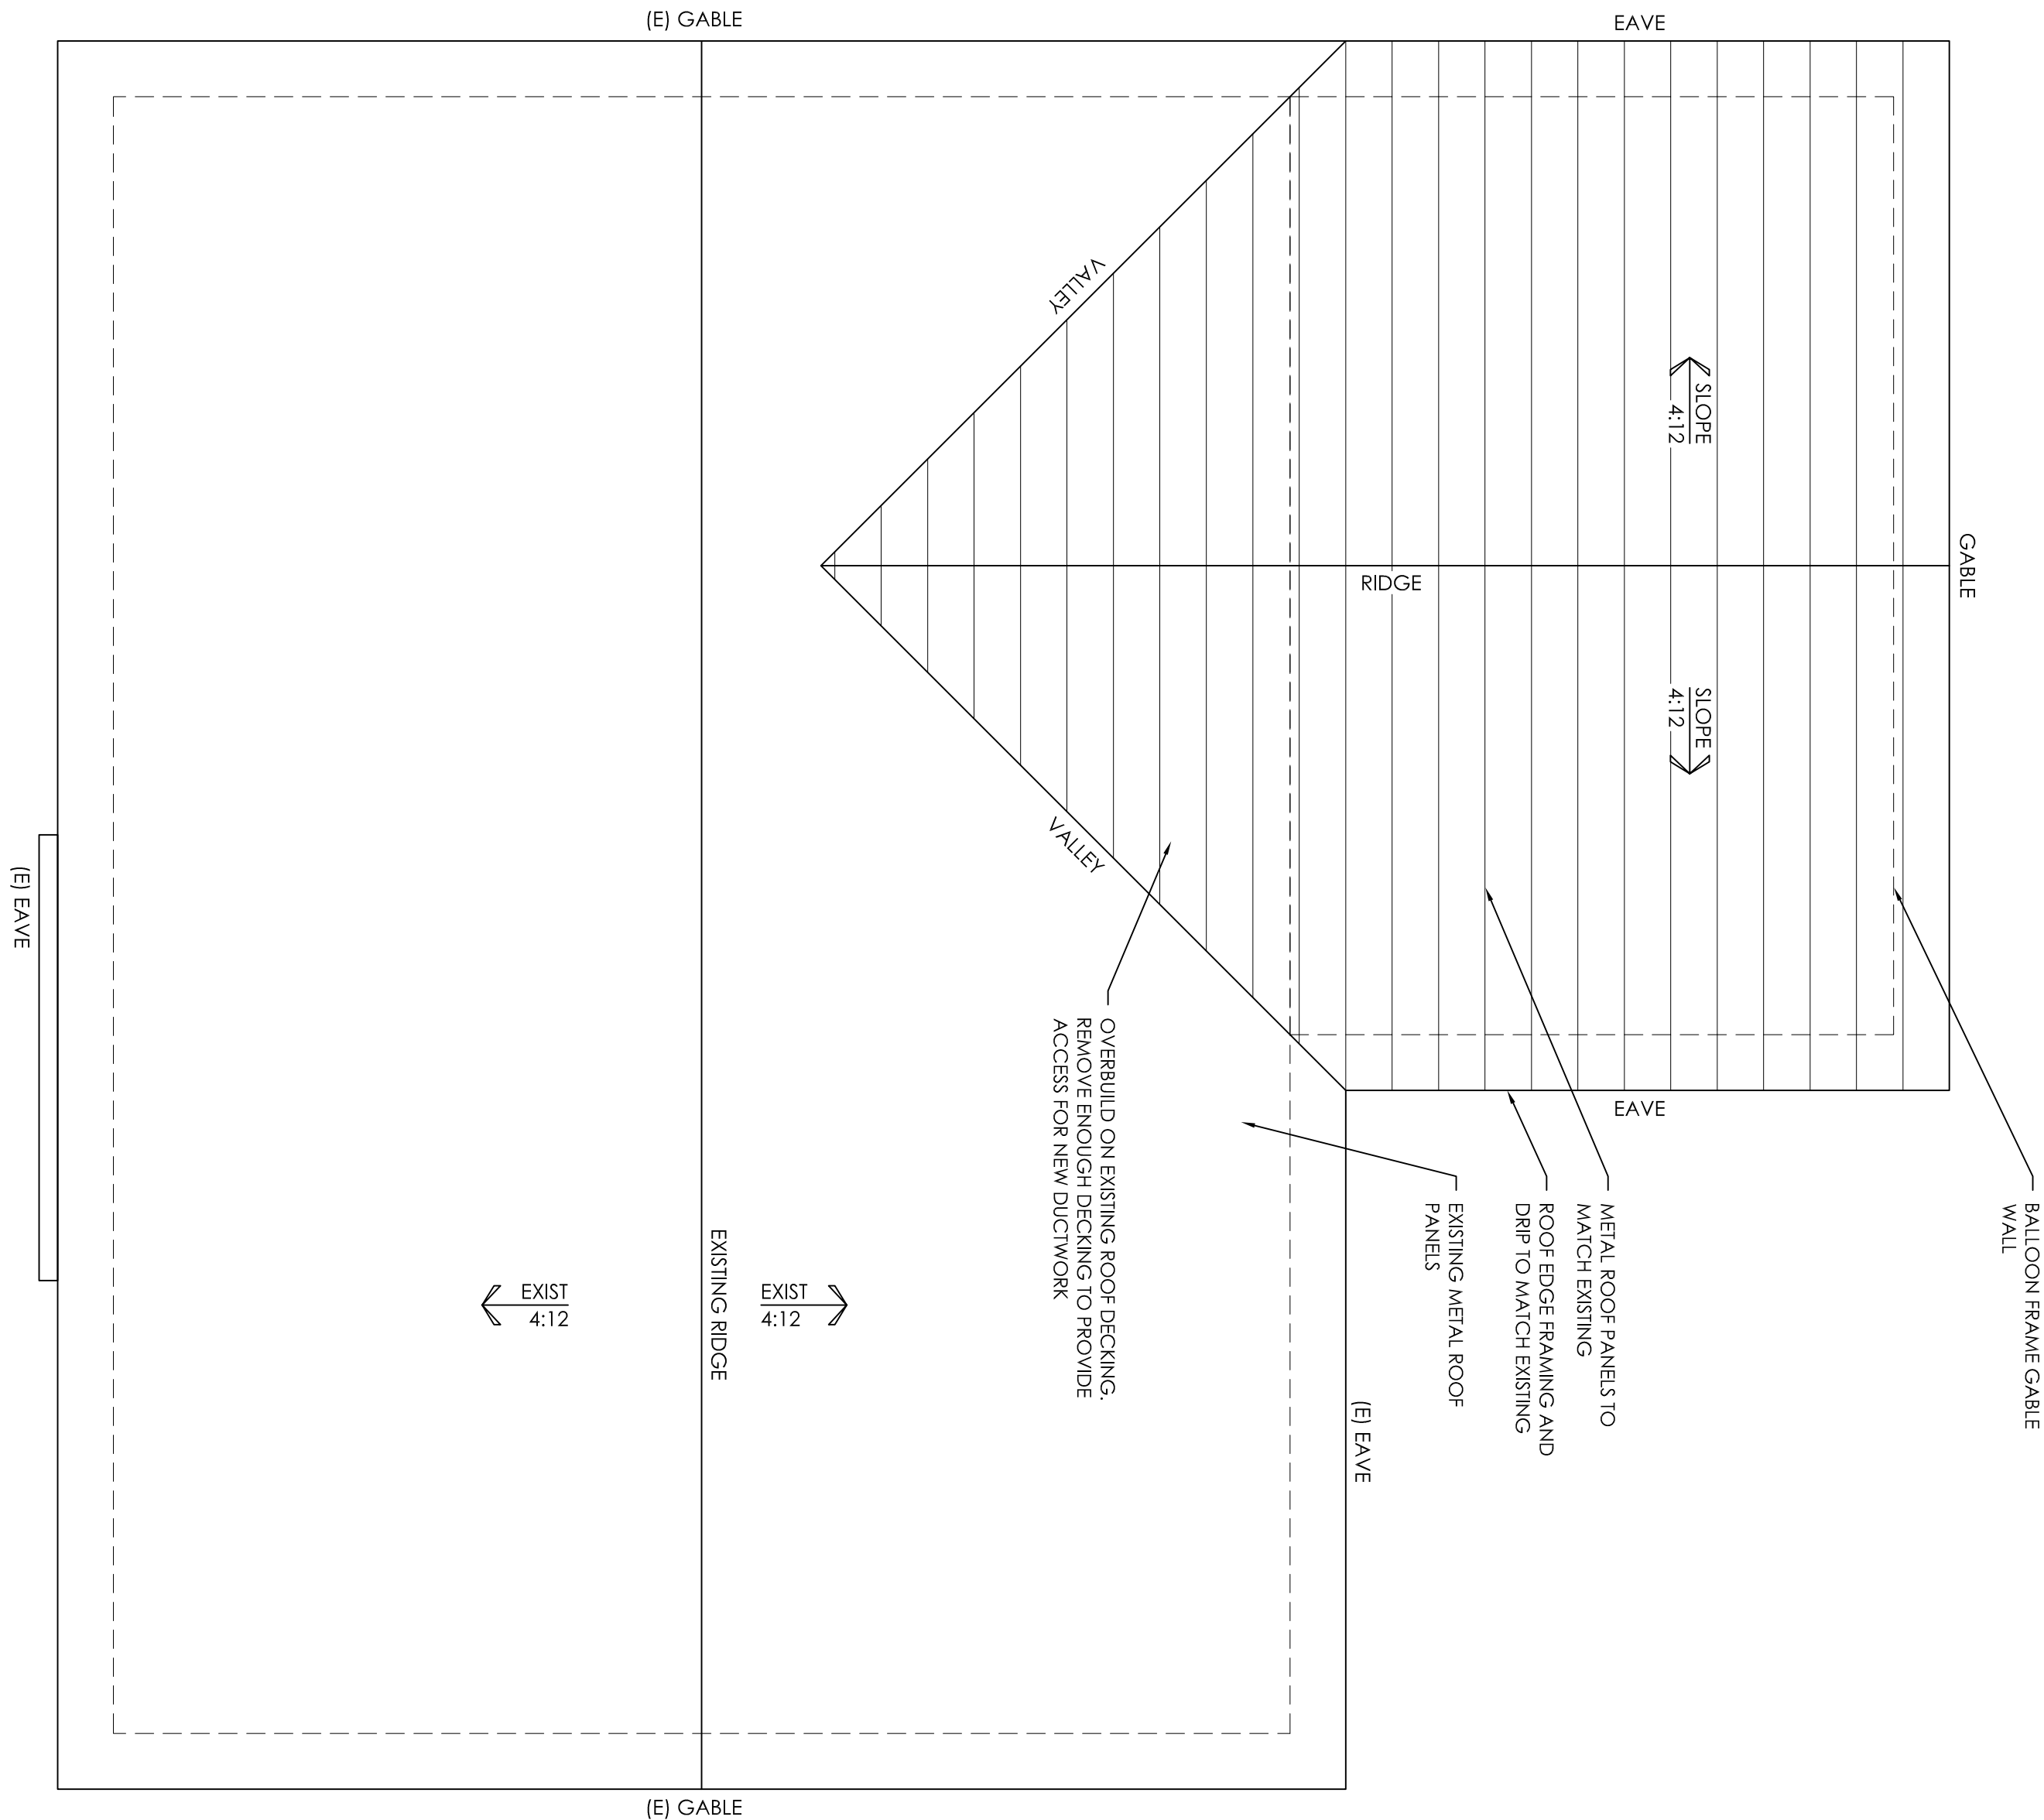 (E) GABLE
EAVE
VALLEY
SLOPE
4:12
GABLE
RIDGE
SLOPE
4:12
VALLEY
(E) EAVE
EAVE
OVERBUILD ON EXISTING ROOF DECKING.
REMOVE ENOUGH DECKING TO PROVIDE
ACCESS FOR NEW DUCTWORK
BALLOON FRAME GABLE
WALL
METAL ROOF PANELS TO
MATCH EXISTING
ROOF EDGE FRAMING AND
DRIP TO MATCH EXISTING
EXISTING METAL ROOF
PANELS
EXISTING RIDGE
EXIST
4:12
EXIST
4:12
(E) EAVE
(E) GABLE